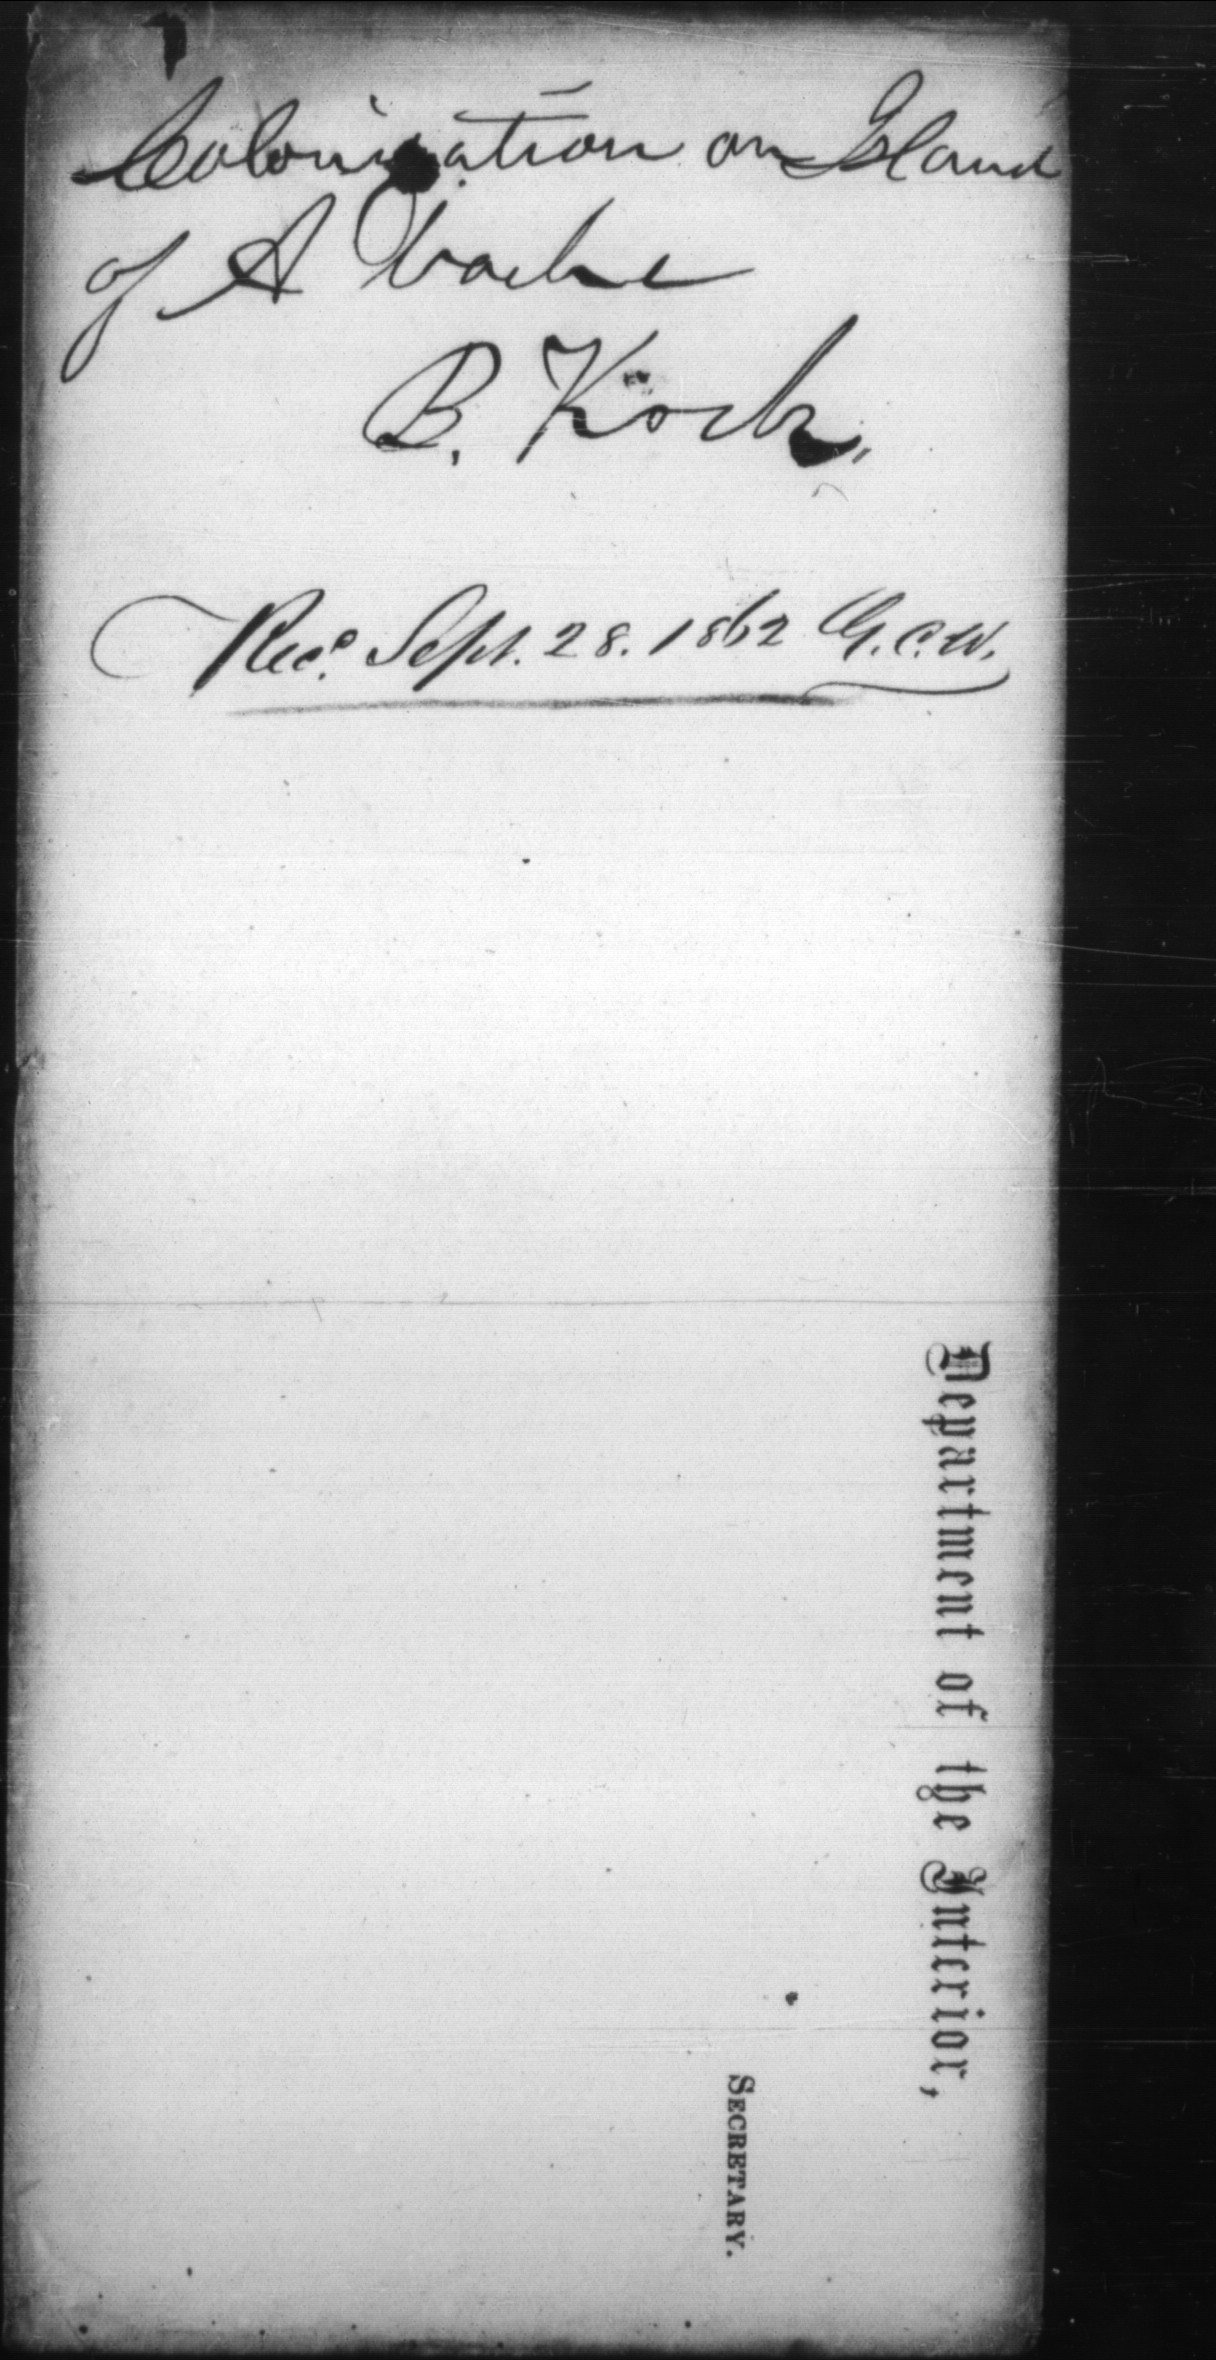 Colonization on Island
of A Vache
B. Kock.
Recd. Sept. 28. 1862 G.C.W.
Department of the Interior,
SECRETARY.